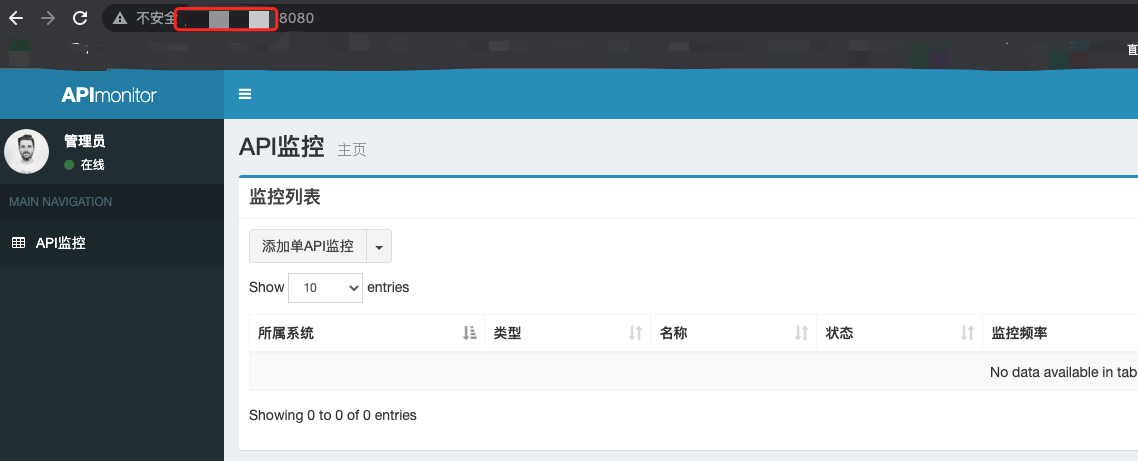 不安全
8080
直
APImonitor
管理员
在线
API监控 主页
MAIN NAVIGATION
监控列表
API监控
添加单API监控
Show 10 entries
所属系统 类型 名称 状态 监控频率
No data available in tab
Showing 0 to 0 of 0 entries